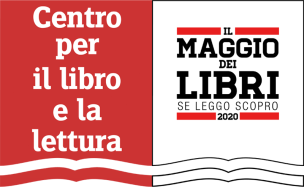 Centro
per
il libro
e la
lettura
IL
MAGGIO
DEI
LIBRI
SE LEGGO SCOPRO
2020